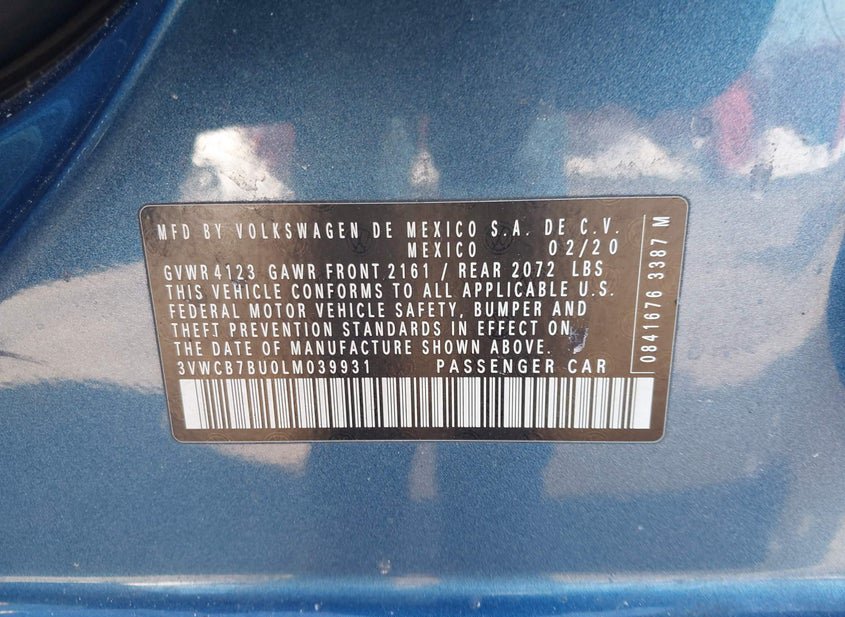 MFD BY VOLKSWAGEN DE MEXICO S.A. DE C.V.
MEXICO 02/20
GVWR 4123 GAWR FRONT 2161 / REAR 2072 LBS
THIS VEHICLE CONFORMS TO ALL APPLICABLE U.S.
FEDERAL MOTOR VEHICLE SAFETY, BUMPER AND
THEFT PREVENTION STANDARDS IN EFFECT ON
THE DATE OF MANUFACTURE SHOWN ABOVE.
3VWCB7BU0LM039931 PASSENGER CAR
0841676 3387 M